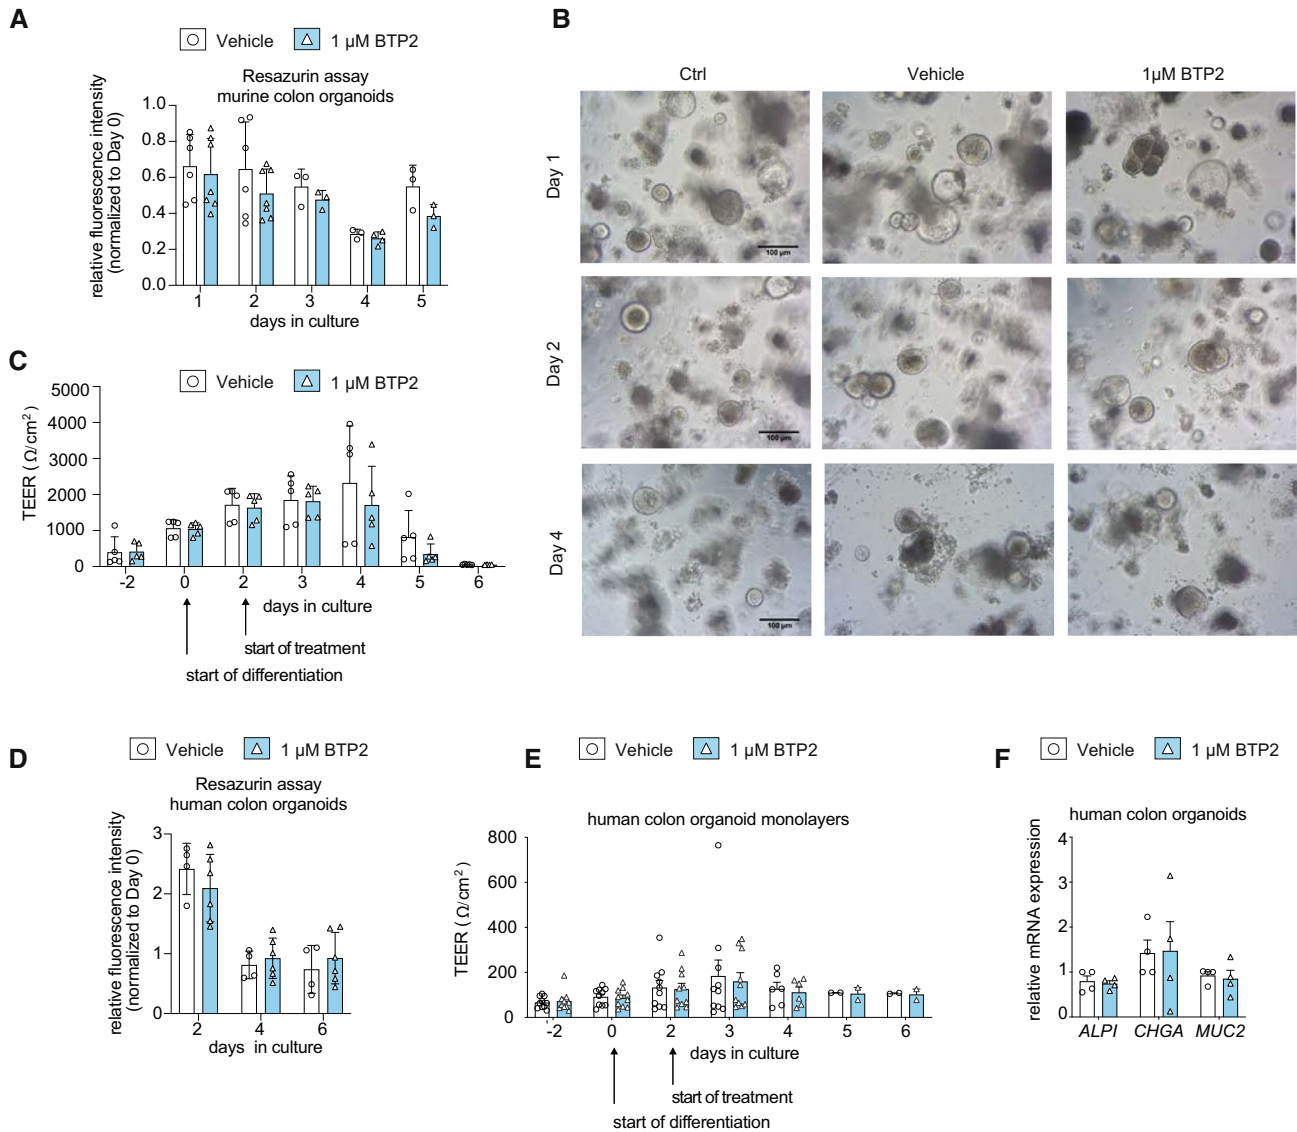 A
Vehicle
1 µM BTP2
Resazurin assay
murine colon organoids
relative fluorescence intensity
(normalized to Day 0)
1.0
0.8
0.6
0.4
0.2
0.0
1 2 3 4 5
days in culture
B
Ctrl
Vehicle
1µM BTP2
Day 1
100 µm
Day 2
100 µm
Day 4
100 µm
C
Vehicle
1 µM BTP2
TEER ( Ω/cm²)
5000
4000
3000
2000
1000
0
-2 0 2 3 4 5 6
days in culture
start of treatment
start of differentiation
D
Vehicle
1 µM BTP2
Resazurin assay
human colon organoids
relative fluorescence intensity
(normalized to Day 0)
3
2
1
0
2 4 6
days in culture
E
Vehicle
1 µM BTP2
human colon organoid monolayers
TEER ( Ω/cm²)
800
600
400
200
0
-2 0 2 3 4 5 6
days in culture
start of treatment
start of differentiation
F
Vehicle
1 µM BTP2
human colon organoids
relative mRNA expression
4
3
2
1
0
ALPI CHGA MUC2